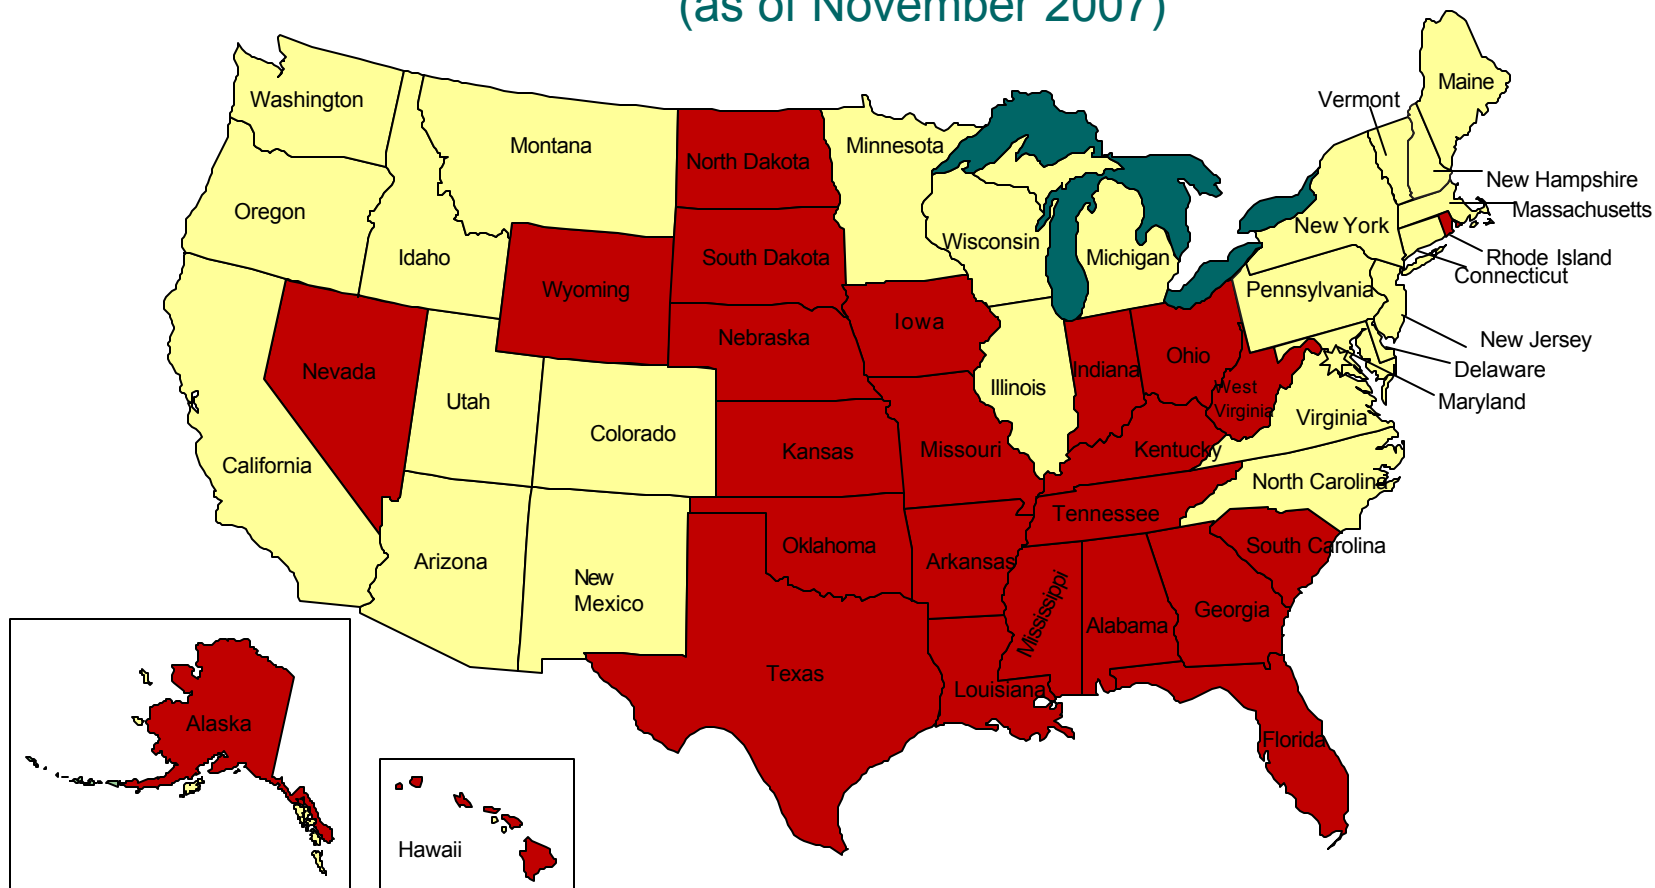 (as of November 2007)
Washington
Oregon
California
Nevada
Idaho
Montana
Wyoming
Utah
Colorado
Arizona
New
Mexico
North Dakota
South Dakota
Nebraska
Kansas
Oklahoma
Texas
Minnesota
Iowa
Missouri
Arkansas
Louisiana
Wisconsin
Illinois
Michigan
Indiana
Ohio
Kentucky
Tennessee
Mississippi
Alabama
Georgia
Florida
South Carolina
North Carolina
Virginia
West
Virginia
Pennsylvania
New York
Vermont
Maine
New Hampshire
Massachusetts
Rhode Island
Connecticut
New Jersey
Delaware
Maryland
Alaska
Hawaii